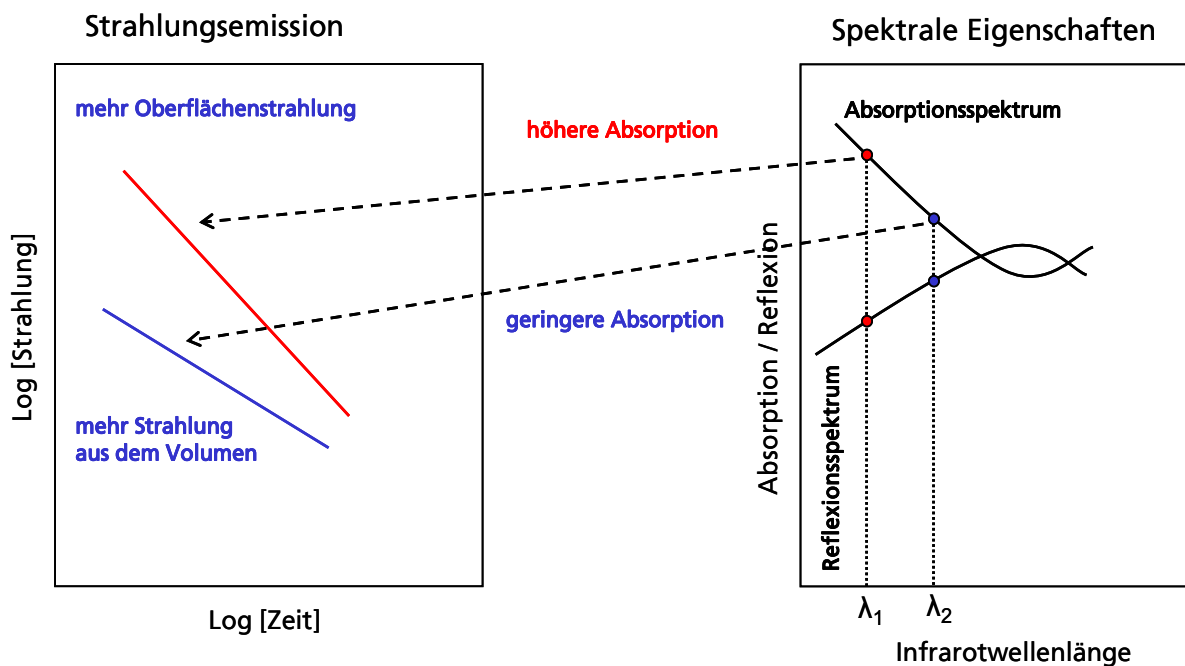 Strahlungsemission
mehr Oberflächenstrahlung
mehr Strahlung
aus dem Volumen
Log [Strahlung]
Log [Zeit]
höhere Absorption
geringere Absorption
Spektrale Eigenschaften
Absorptionsspektrum
Absorption / Reflexion
Reflexionsspektrum
λ1
λ2
Infrarotwellenlänge